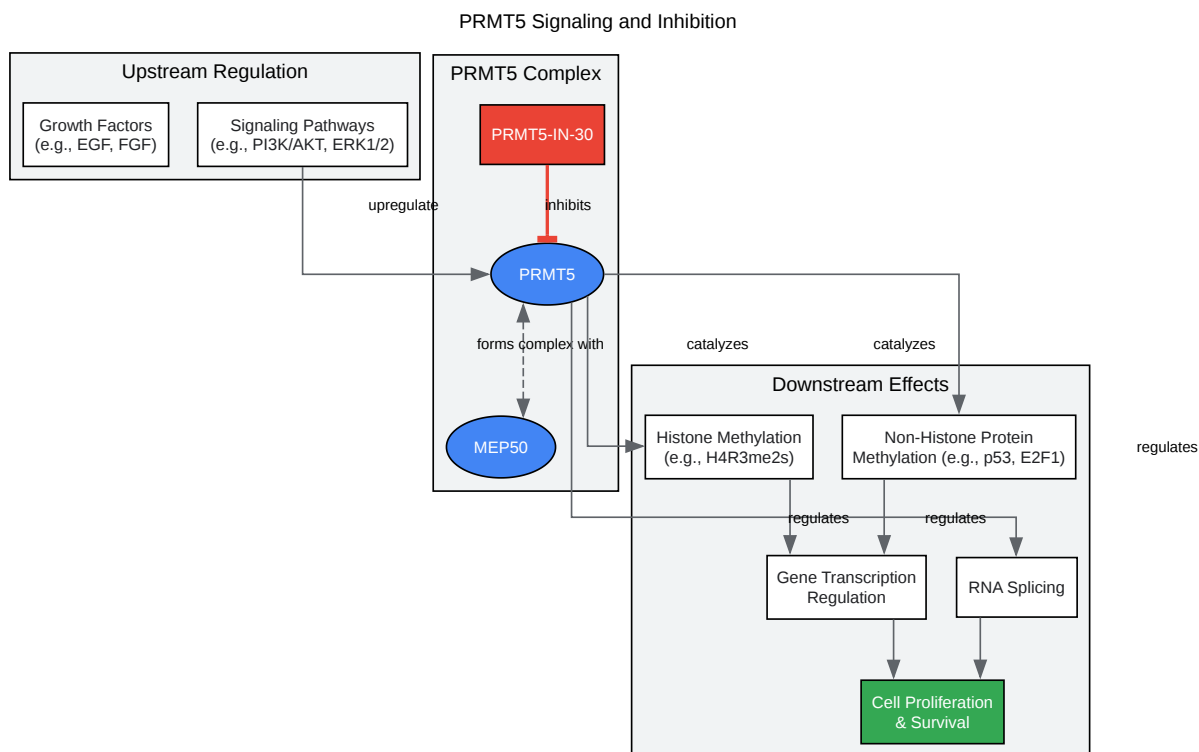 PRMT5 Signaling and Inhibition
Upstream Regulation
PRMT5 Complex
Growth Factors
(e.g., EGF, FGF)
Signaling Pathways
(e.g., PI3K/AKT, ERK1/2)
PRMT5-IN-30
upregulate
inhibits
PRMT5
forms complex with
catalyzes
catalyzes
Downstream Effects
MEP50
Histone Methylation
(e.g., H4R3me2s)
Non-Histone Protein
Methylation (e.g., p53, E2F1)
regulates
regulates
regulates
Gene Transcription
Regulation
RNA Splicing
Cell Proliferation
& Survival